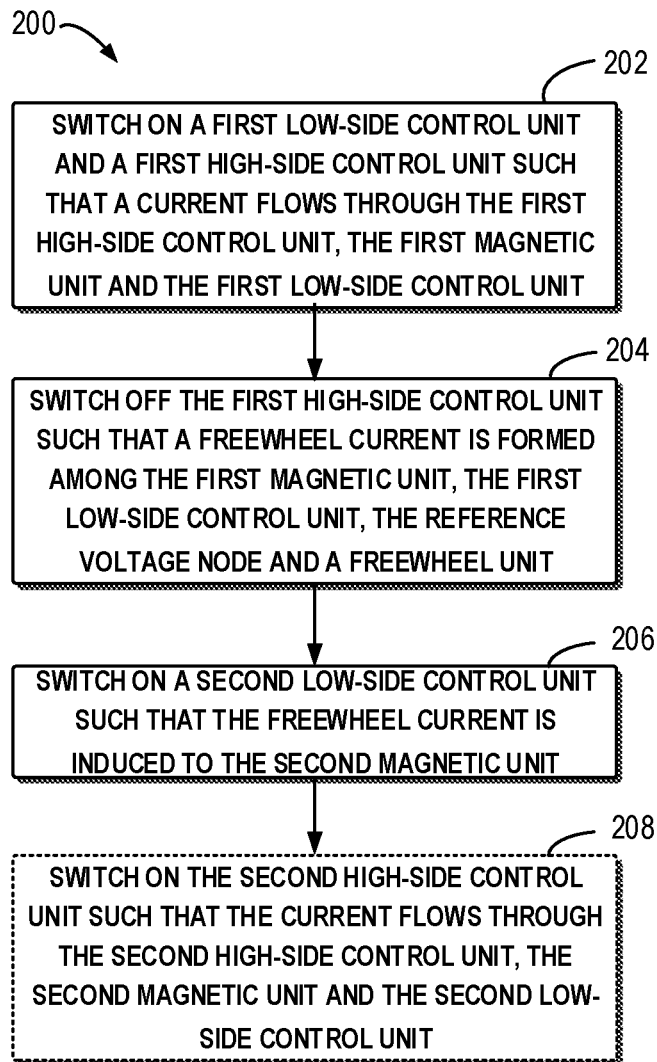 200
202
SWITCH ON A FIRST LOW-SIDE CONTROL UNIT
AND A FIRST HIGH-SIDE CONTROL UNIT SUCH
THAT A CURRENT FLOWS THROUGH THE FIRST
HIGH-SIDE CONTROL UNIT, THE FIRST MAGNETIC
UNIT AND THE FIRST LOW-SIDE CONTROL UNIT
204
SWITCH OFF THE FIRST HIGH-SIDE CONTROL UNIT
SUCH THAT A FREEWHEEL CURRENT IS FORMED
AMONG THE FIRST MAGNETIC UNIT, THE FIRST
LOW-SIDE CONTROL UNIT, THE REFERENCE
VOLTAGE NODE AND A FREEWHEEL UNIT
206
SWITCH ON A SECOND LOW-SIDE CONTROL UNIT
SUCH THAT THE FREEWHEEL CURRENT IS
INDUCED TO THE SECOND MAGNETIC UNIT
208
SWITCH ON THE SECOND HIGH-SIDE CONTROL
UNIT SUCH THAT THE CURRENT FLOWS THROUGH
THE SECOND HIGH-SIDE CONTROL UNIT, THE
SECOND MAGNETIC UNIT AND THE SECOND LOW-
SIDE CONTROL UNIT